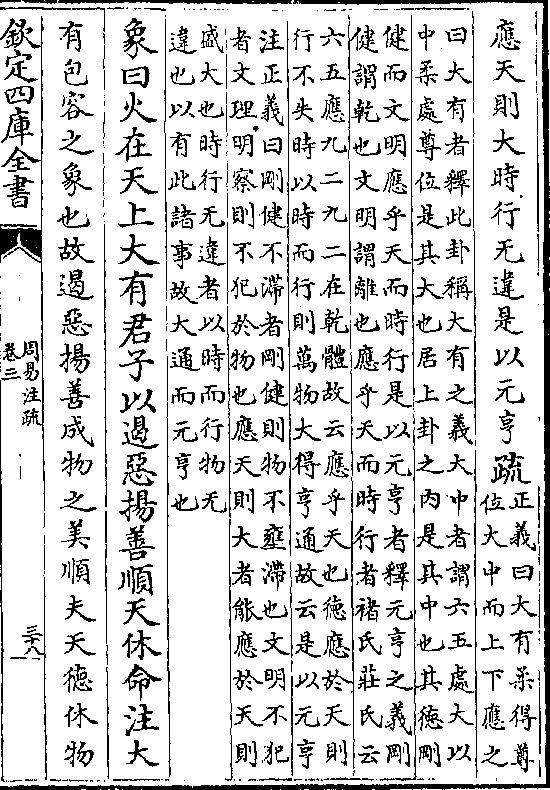 應天則大時行无違是以元亨疏正義曰大有柔得尊
位大中而上下應之
曰大有者釋此卦稱大有之義大中者謂六五處大以
中柔處尊位是其大也居上卦之内是其中也其徳剛
健而文明應乎天而時行是以元亨者釋元亨之義剛
健謂乾也文明謂離也應乎天而時行者禇氏莊氏云
六五應九二九二在乾體故云應乎天也徳應於天則
行不失時以時而行則萬物大得亨通故云是以元亨
注正義曰剛健不滯者剛健則物不壅滯也文明不犯
者文理明察則不犯於物也應天則大者能應於天則
盛大也時行无違者以時而行物无
違也以有此諸事故大通而元亨也
象曰火在天上大有君子以遏惡揚善順天休命注大
有包容之象也故遏惡揚善成物之美順夫天德休物
欽定四庫全書
周易注疏
卷三
三十八